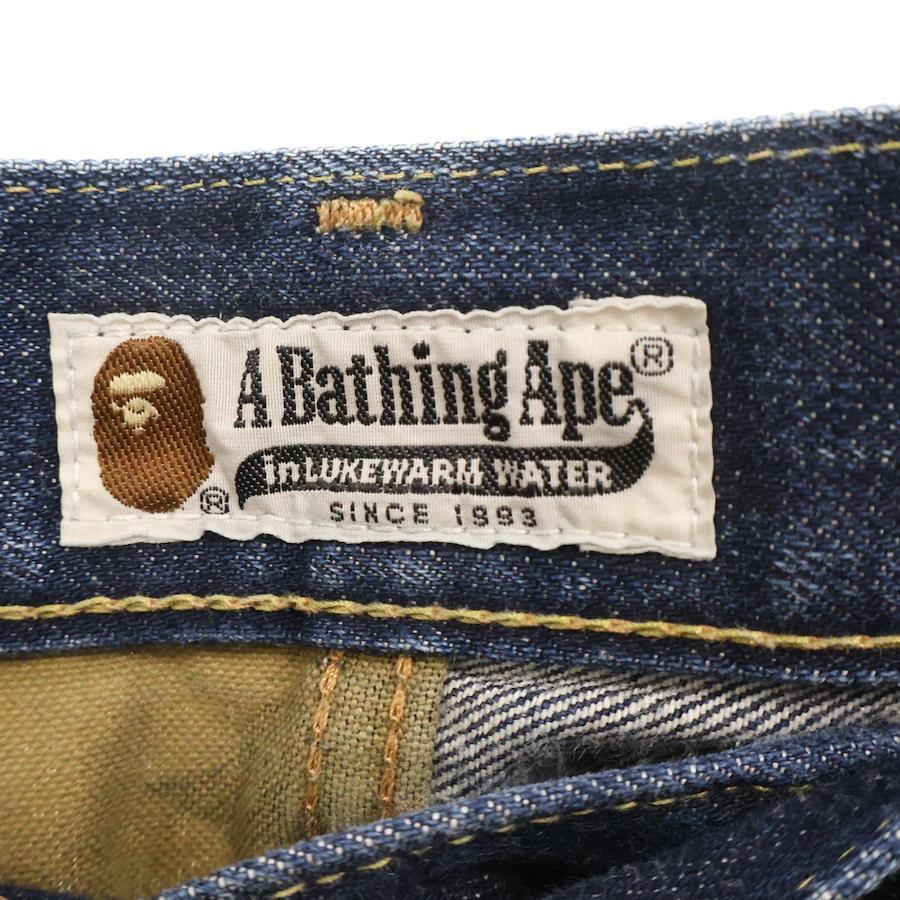 A Bathing Ape®
in LUKEWARM WATER
®
SINCE 1993